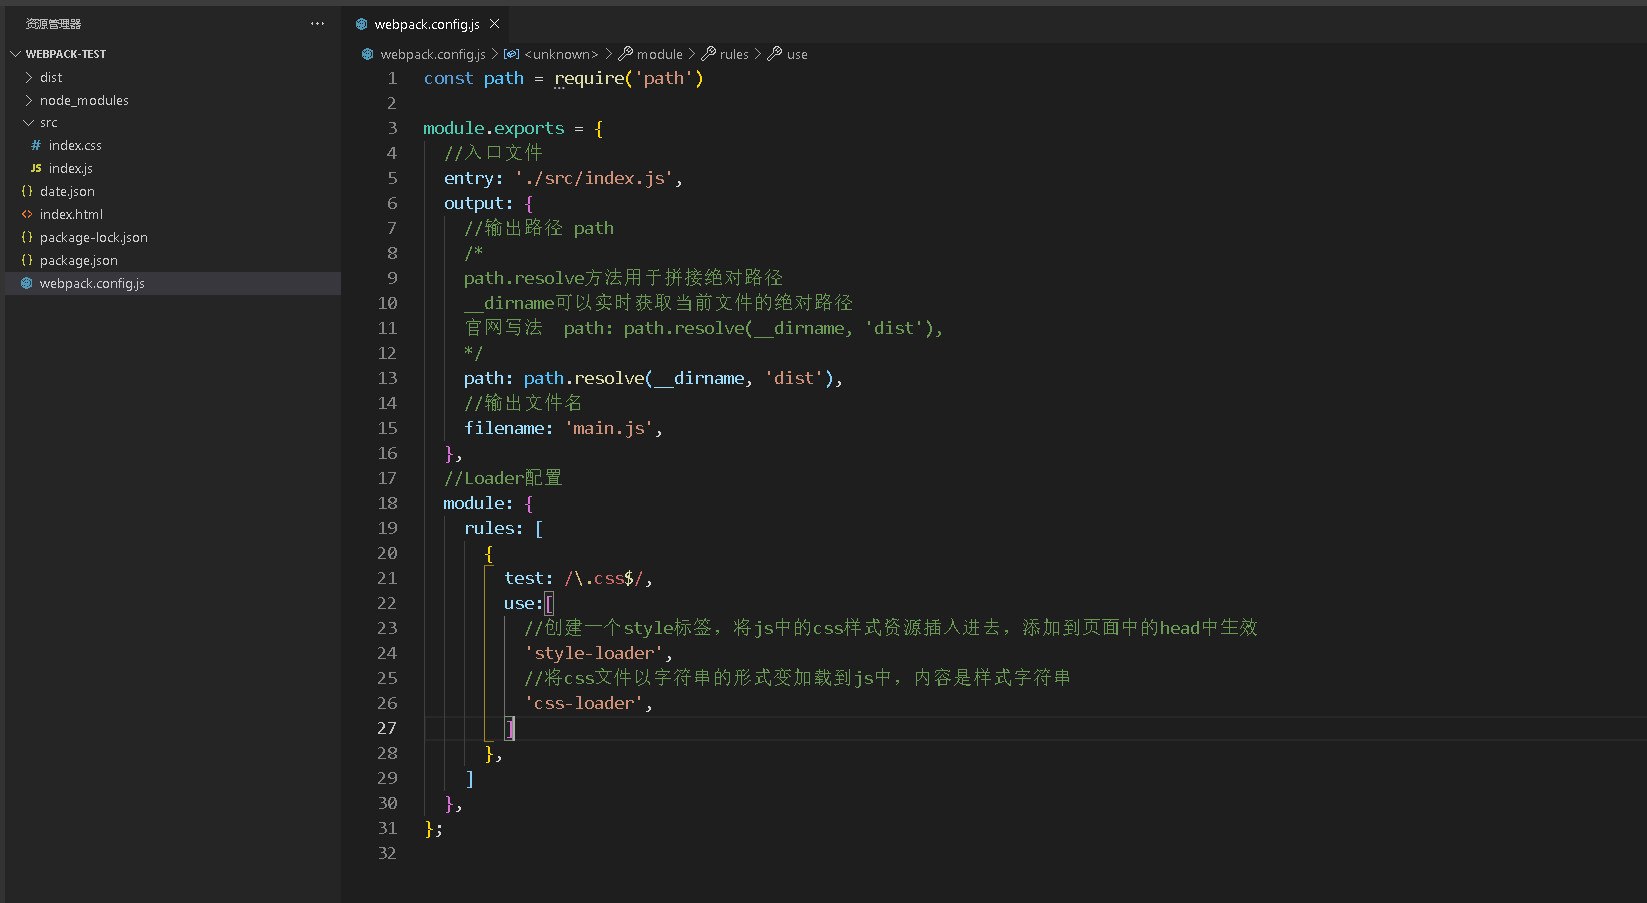 资源管理器 ···
WEBPACK-TEST
dist
node_modules
src
# index.css
JS index.js
{} date.json
<> index.html
{} package-lock.json
{} package.json
webpack.config.js
webpack.config.js ×
webpack.config.js > <unknown> > module > rules > use
1 const path = require('path')
2
3 module.exports = {
4 //入口文件
5 entry: './src/index.js',
6 output: {
7 //输出路径 path
8 /*
9 path.resolve方法用于拼接绝对路径
10 __dirname可以实时获取当前文件的绝对路径
11 官网写法  path: path.resolve(__dirname, 'dist'),
12 */
13 path: path.resolve(__dirname, 'dist'),
14 //输出文件名
15 filename: 'main.js',
16 },
17 //Loader配置
18 module: {
19 rules: [
20 {
21 test: /\.css$/,
22 use:[
23 //创建一个style标签，将js中的css样式资源插入进去，添加到页面中的head中生效
24 'style-loader',
25 //将css文件以字符串的形式变加载到js中，内容是样式字符串
26 'css-loader',
27 ]
28 },
29 ]
30 },
31 };
32